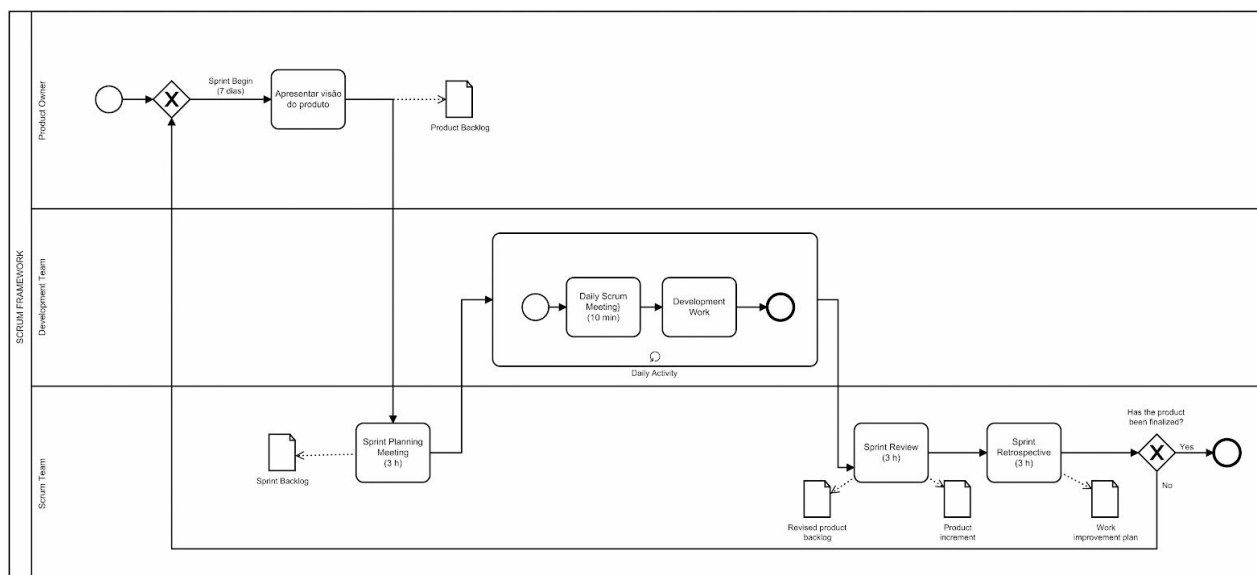 SCRUM FRAMEWORK
Product Owner
Sprint Begin
(7 dias)
Apresentar visão
do produto
Product Backlog
Development Team
Daily Scrum
Meeting}
(10 min)
Development
Work
Daily Activity
Scrum Team
Sprint Planning
Meeting
(3 h)
Sprint Backlog
Sprint Review
(3 h)
Revised product
backlog
Product
increment
Sprint
Retrospective
(3 h)
Work
improvement plan
Has the product
been finalized?
Yes
No